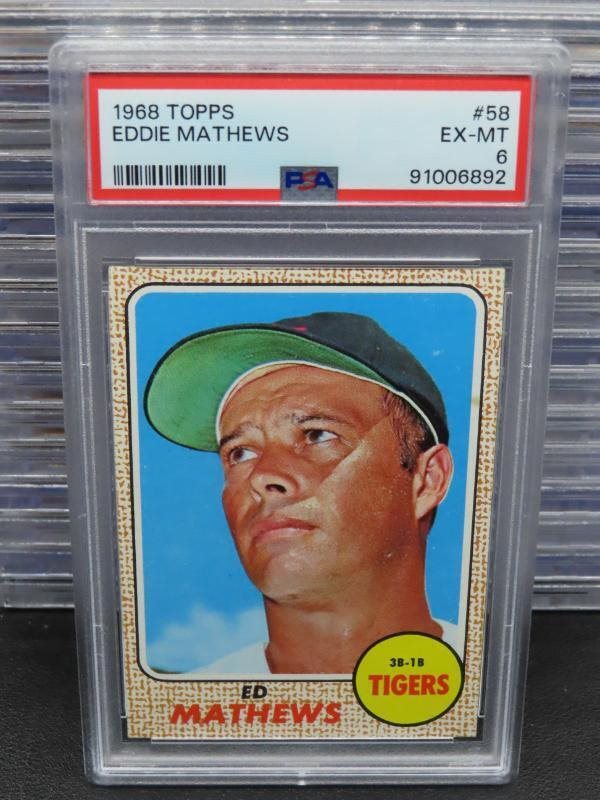 1968 TOPPS #58
EDDIE MATHEWS EX-MT
6
PSA 91006892
3B-1B
TIGERS
ED
MATHEWS